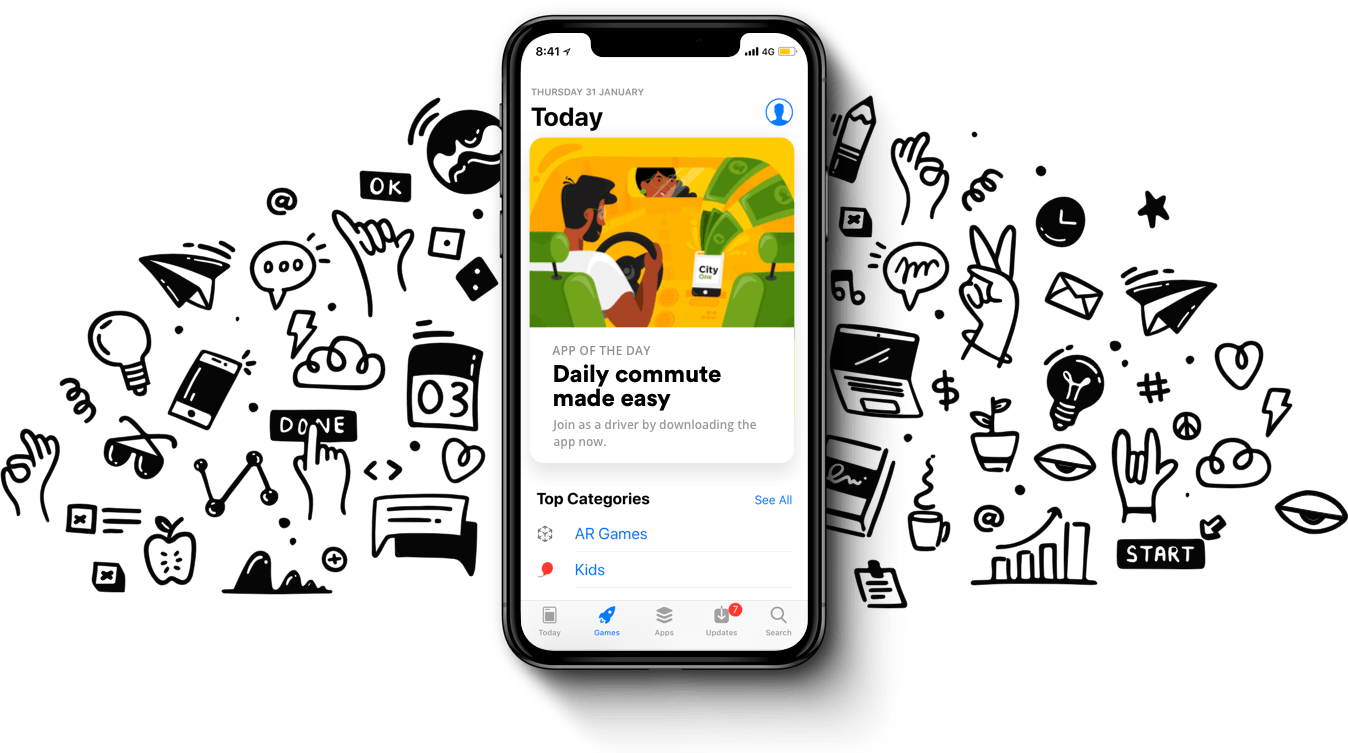 8:41
4G
THURSDAY 31 JANUARY
Today
City
One
APP OF THE DAY
Daily commute
made easy
Join as a driver by downloading the
app now.
Top Categories
See All
AR Games
Kids
7
Today
Games
Apps
Updates
Search
OK
@
03
DONE
< >
$
#
@
START